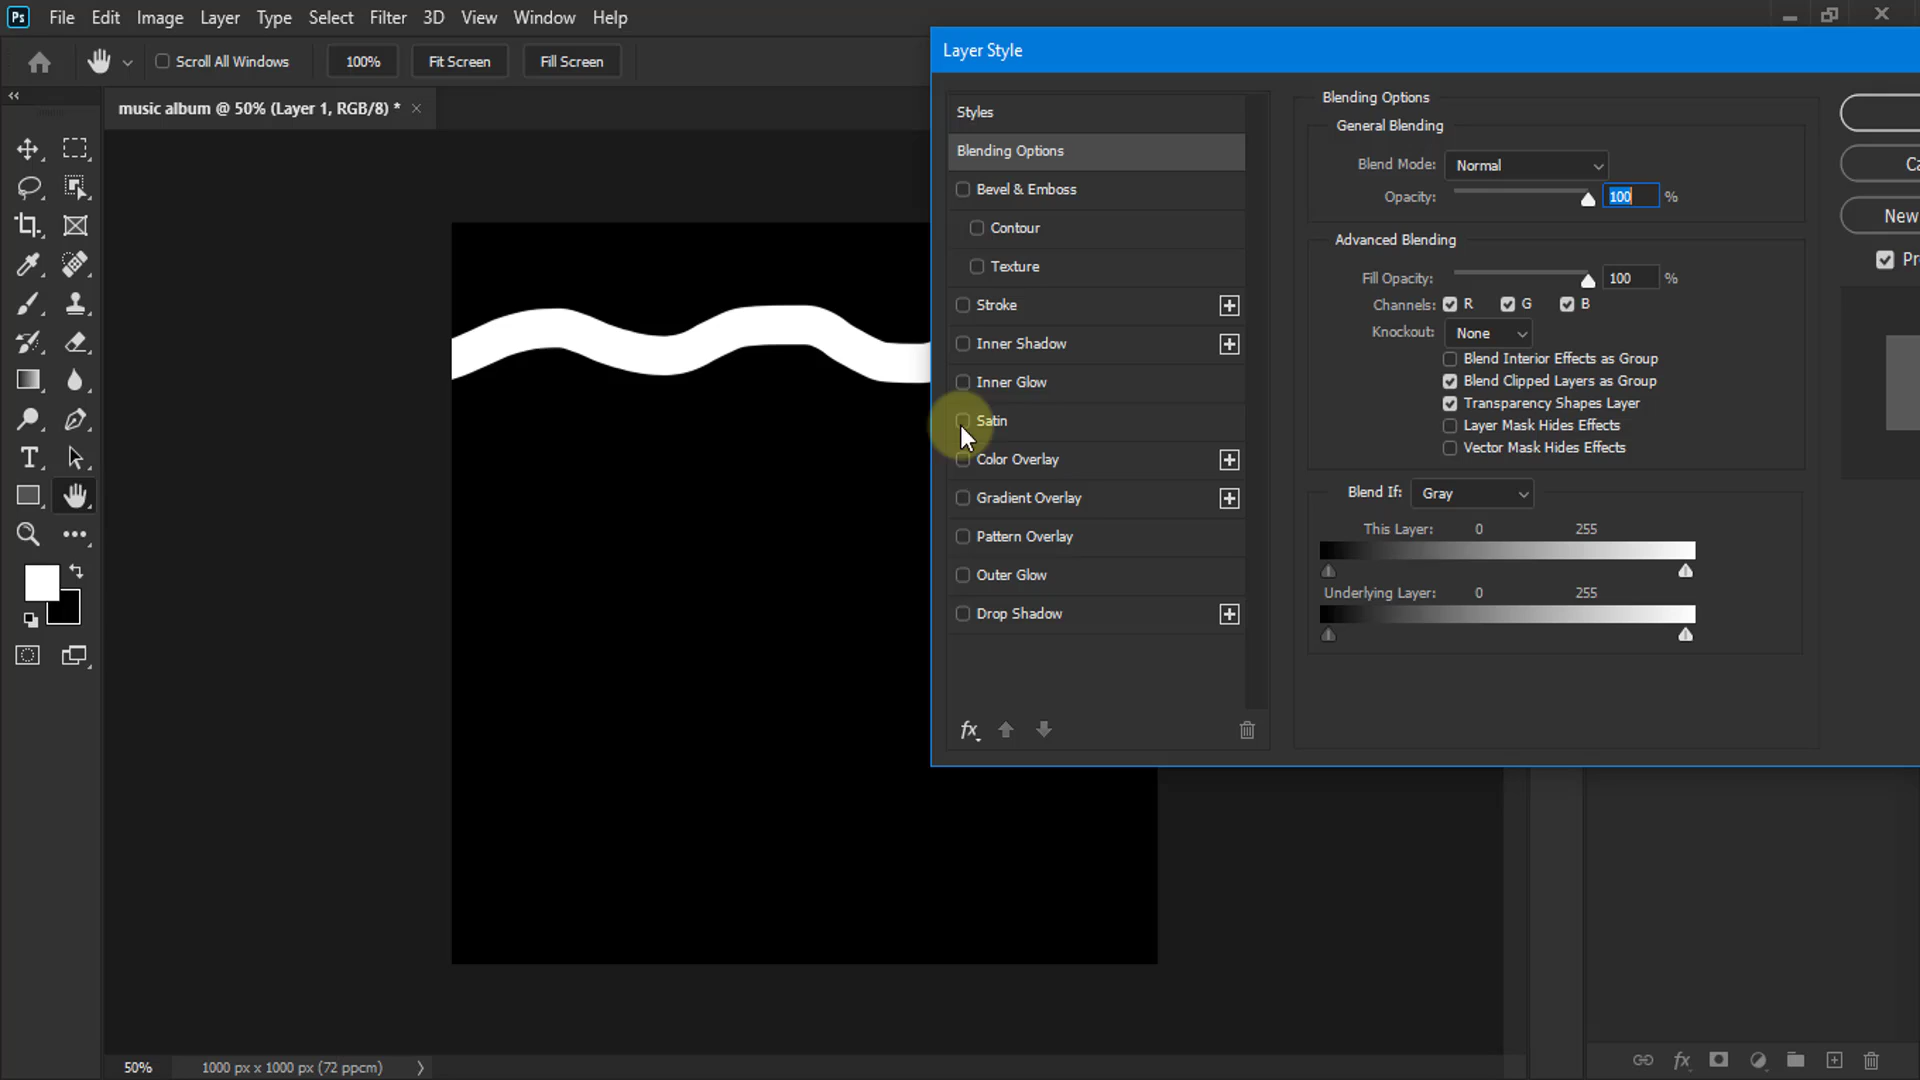 Ps File Edit Image Layer Type Select Filter 3D View Window Help
Scroll All Windows 100% Fit Screen Fill Screen
music album @ 50% (Layer 1, RGB/8) * ×
Layer Style
Styles
Blending Options
Bevel & Emboss
Contour
Texture
Stroke
Inner Shadow
Inner Glow
Satin
Color Overlay
Gradient Overlay
Pattern Overlay
Outer Glow
Drop Shadow
fx
Blending Options
General Blending
Blend Mode: Normal
Opacity: 100 %
Advanced Blending
Fill Opacity: 100 %
Channels: R G B
Knockout: None
Blend Interior Effects as Group
Blend Clipped Layers as Group
Transparency Shapes Layer
Layer Mask Hides Effects
Vector Mask Hides Effects
Blend If: Gray
This Layer: 0 255
Underlying Layer: 0 255
Ca
New
Pr
T
50% 1000 px x 1000 px (72 ppcm)
fx